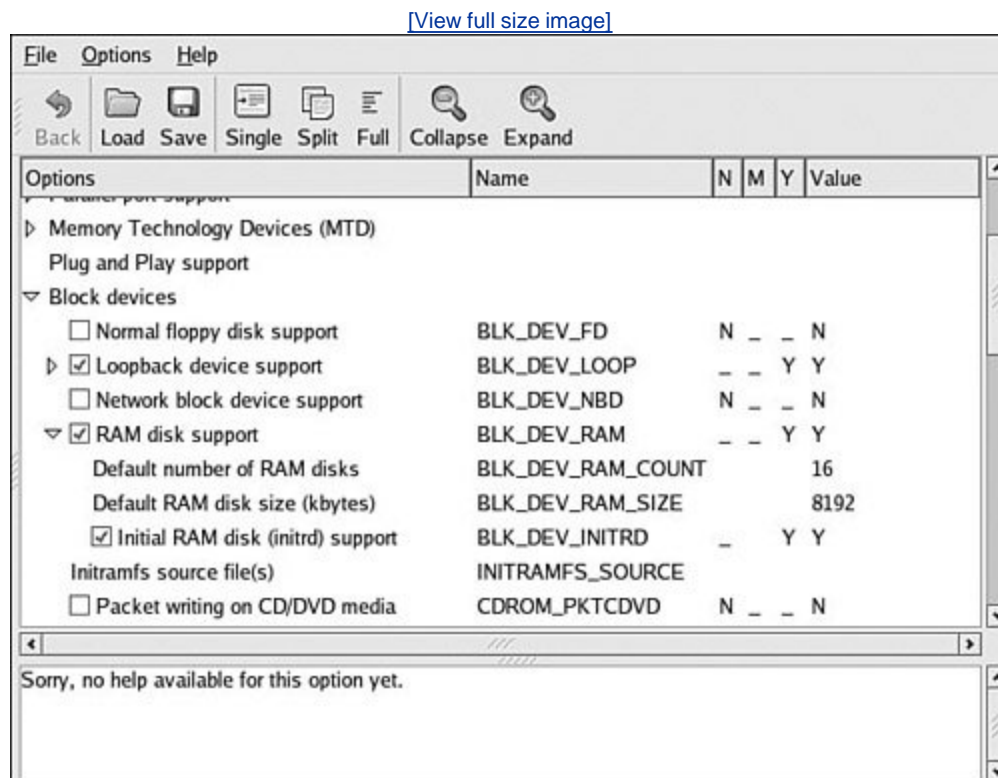 [View full size image]
File Options Help
Back Load Save Single Split Full Collapse Expand
Options Name N M Y Value
Parallel port support
Memory Technology Devices (MTD)
Plug and Play support
Block devices
Normal floppy disk support BLK_DEV_FD N _ _ N
Loopback device support BLK_DEV_LOOP _ _ Y Y
Network block device support BLK_DEV_NBD N _ _ N
RAM disk support BLK_DEV_RAM _ _ Y Y
Default number of RAM disks BLK_DEV_RAM_COUNT 16
Default RAM disk size (kbytes) BLK_DEV_RAM_SIZE 8192
Initial RAM disk (initrd) support BLK_DEV_INITRD _ Y Y
Initramfs source file(s) INITRAMFS_SOURCE
Packet writing on CD/DVD media CDROM_PKTCDVD N _ _ N
Sorry, no help available for this option yet.